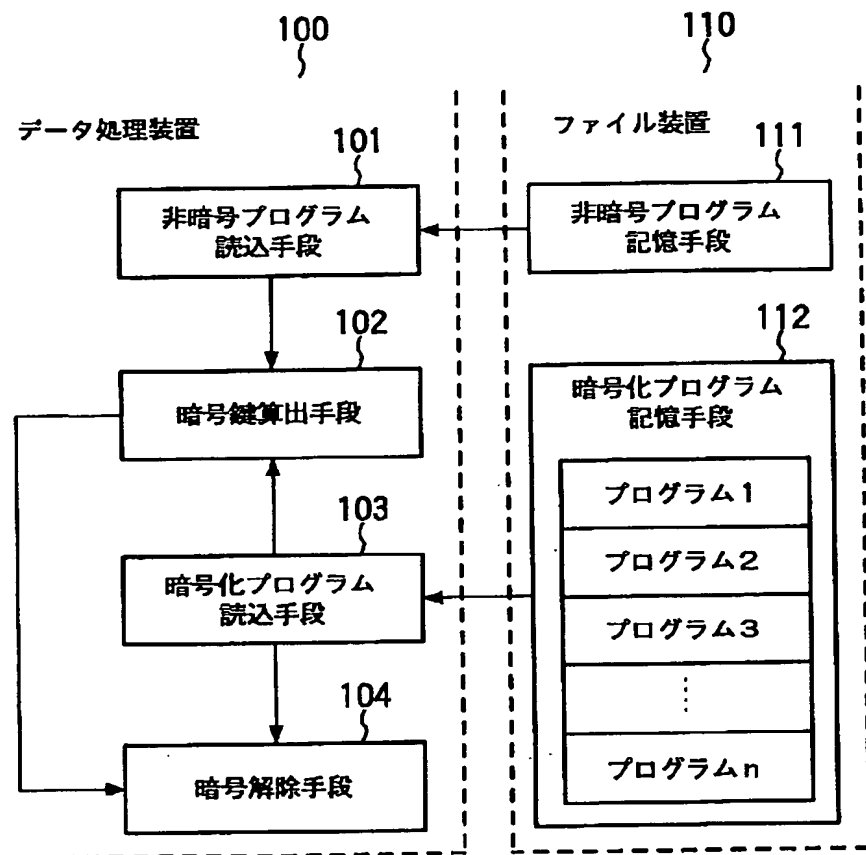 100
110
データ処理装置
ファイル装置
101
非暗号プログラム
読込手段
111
非暗号プログラム
記憶手段
102
暗号鍵算出手段
112
暗号化プログラム
記憶手段
プログラム1
プログラム2
プログラム3
プログラムn
103
暗号化プログラム
読込手段
104
暗号解除手段